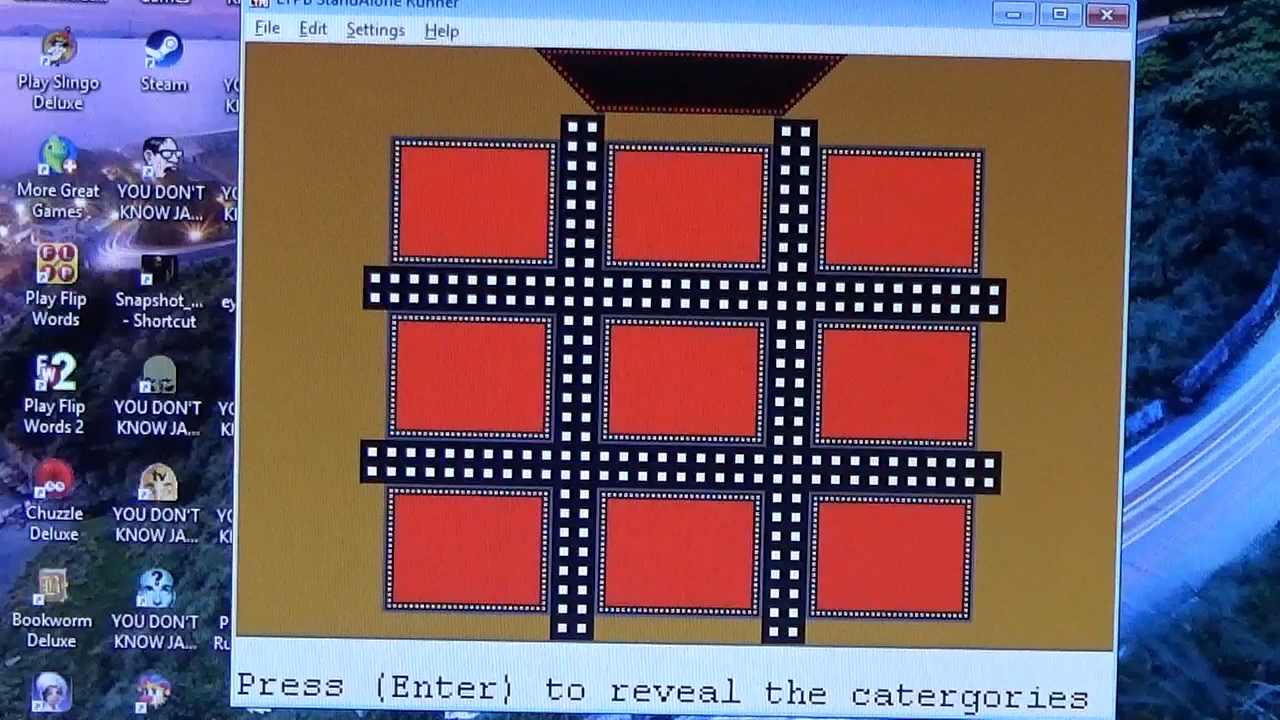 LYPB StandAlone Runner
File Edit Settings Help
Play Slingo
Deluxe
Steam
More Great
Games
YOU DON'T
KNOW JA...
Play Flip
Words
Snapshot_...
- Shortcut
Play Flip
Words 2
YOU DON'T
KNOW JA...
Chuzzle
Deluxe
YOU DON'T
KNOW JA...
Bookworm
Deluxe
YOU DON'T
KNOW JA...
Press (Enter) to reveal the catergories